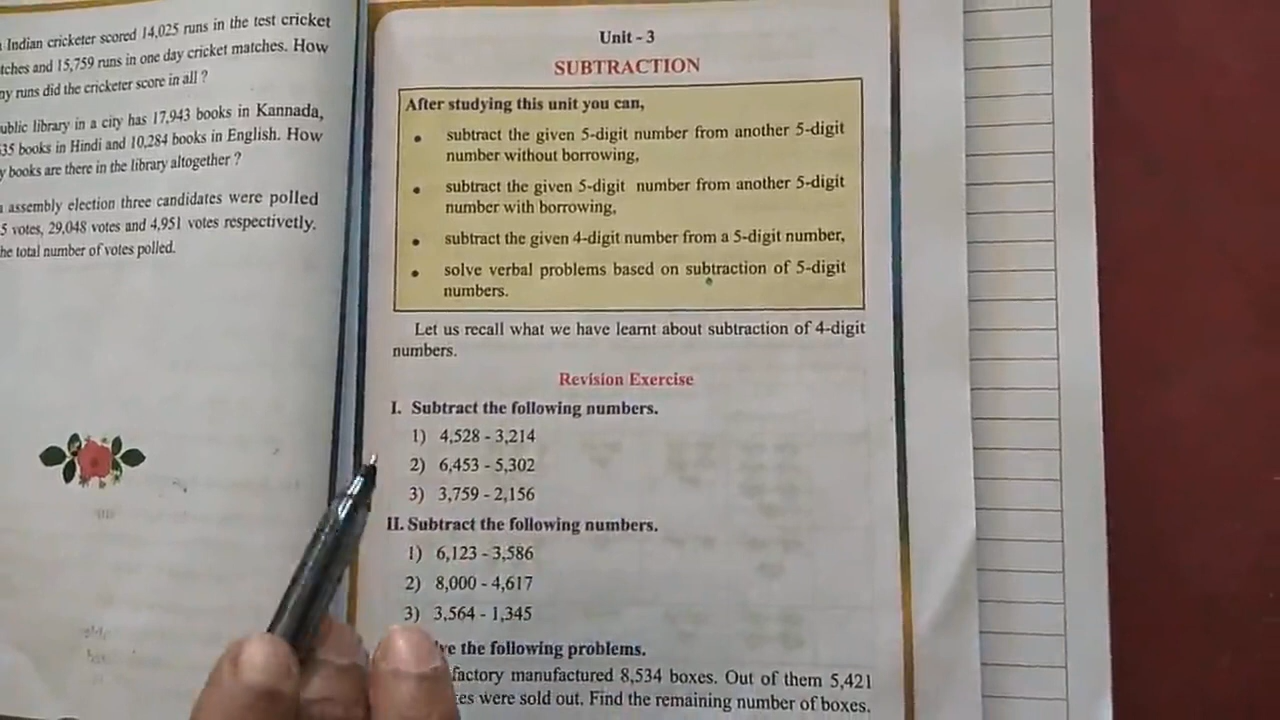 Indian cricketer scored 14,025 runs in the test cricket
tches and 15,759 runs in one day cricket matches. How
ny runs did the cricketer score in all ?
ublic library in a city has 17,943 books in Kannada,
35 books in Hindi and 10,284 books in English. How
y books are there in the library altogether ?
assembly election three candidates were polled
5 votes, 29,048 votes and 4,951 votes respectivetly.
he total number of votes polled.
Unit - 3
SUBTRACTION
After studying this unit you can,
• subtract the given 5-digit number from another 5-digit
number without borrowing,
• subtract the given 5-digit number from another 5-digit
number with borrowing,
• subtract the given 4-digit number from a 5-digit number,
• solve verbal problems based on subtraction of 5-digit
numbers.
Let us recall what we have learnt about subtraction of 4-digit
numbers.
Revision Exercise
I. Subtract the following numbers.
1) 4,528 - 3,214
2) 6,453 - 5,302
3) 3,759 - 2,156
II. Subtract the following numbers.
1) 6,123 - 3,586
2) 8,000 - 4,617
3) 3,564 - 1,345
ve the following problems.
factory manufactured 8,534 boxes. Out of them 5,421
es were sold out. Find the remaining number of boxes.